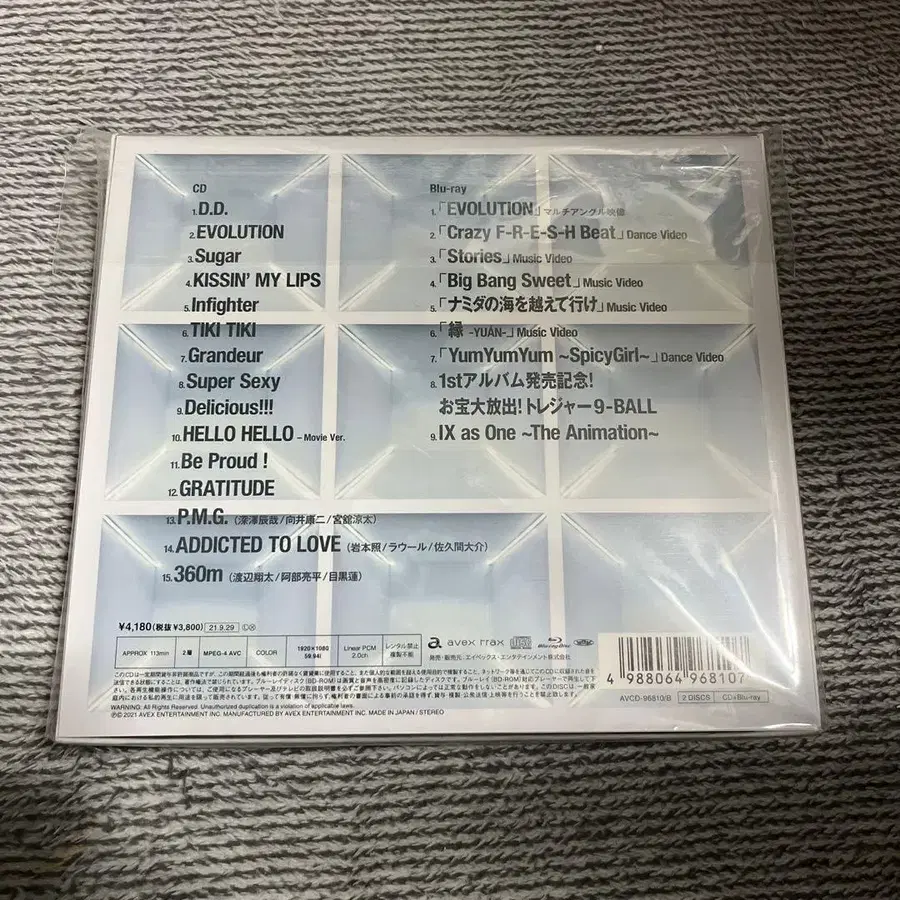 CD
1.D.D.
2.EVOLUTION
3.Sugar
4.KISSIN' MY LIPS
5.Infighter
6.TIKI TIKI
7.Grandeur
8.Super Sexy
9.Delicious!!!
10.HELLO HELLO –Movie Ver.
11.Be Proud !
12.GRATITUDE
13.P.M.G. (深澤辰哉/向井康二/宮舘涼太)
14.ADDICTED TO LOVE (岩本照/ラウール/佐久間大介)
15.360m (渡辺翔太/阿部亮平/目黒蓮)
Blu-ray
1.「EVOLUTION」マルチアングル映像
2.「Crazy F-R-E-S-H Beat」Dance Video
3.「Stories」Music Video
4.「Big Bang Sweet」Music Video
5.「ナミダの海を越えて行け」Music Video
6.「縁 -YUÁN-」Music Video
7.「YumYumYum ~SpicyGirl~」Dance Video
8.1stアルバム発売記念!
お宝大放出!トレジャー9-BALL
9.IX as One ~The Animation~
¥4,180(税抜¥3,800) 21.9.29
APPROX 113min 2層 MPEG-4 AVC COLOR 1920×1080 59.94i Linear PCM 2.0ch レンタル禁止 複製不能
avex trax
Blu-ray Disc
発売・販売元:エイベックス・エンタテインメント株式会社
4 988064 968107
AVCD-96810/B 2 DISCS CD+Blu-ray
WARNING: All Rights Reserved. Unauthorized duplication is a violation of applicable laws.
℗© 2021 AVEX ENTERTAINMENT INC. MANUFACTURED BY AVEX ENTERTAINMENT INC. MADE IN JAPAN / STEREO